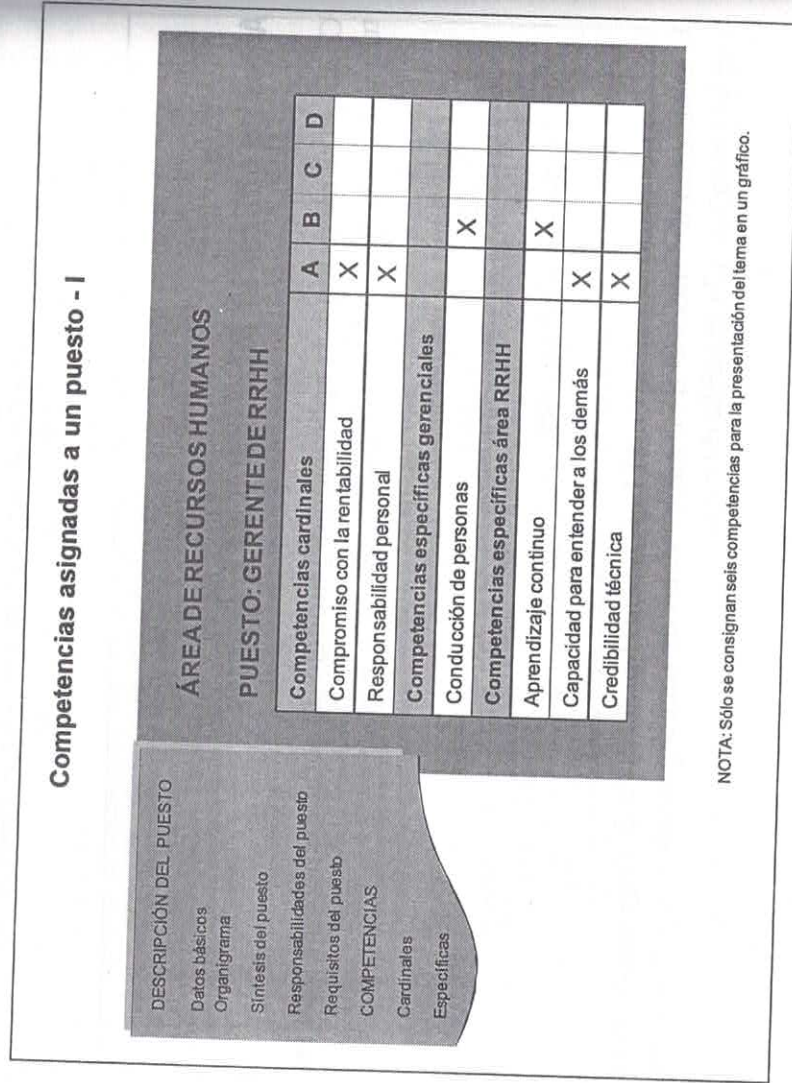 Competencias asignadas a un puesto - I
DESCRIPCIÓN DEL PUESTO
Datos básicos
Organigrama
Síntesis del puesto
Responsabilidades del puesto
Requisitos del puesto
COMPETENCIAS
Cardinales
Específicas
ÁREA DE RECURSOS HUMANOS
PUESTO: GERENTE DE RRHH
Competencias cardinales A B C D
Compromiso con la rentabilidad X
Responsabilidad personal X
Competencias específicas gerenciales
Conducción de personas X
Competencias específicas área RRHH
Aprendizaje continuo X
Capacidad para entender a los demás X
Credibilidad técnica X
NOTA: Sólo se consignan seis competencias para la presentación del tema en un gráfico.